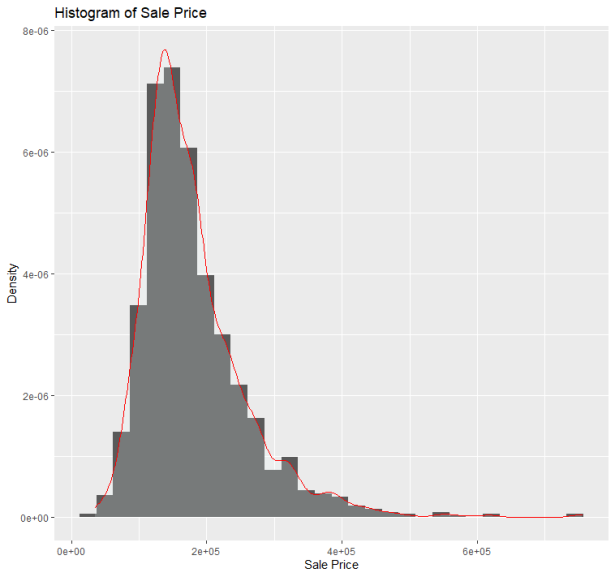 Histogram of Sale Price
8e-06
6e-06
4e-06
2e-06
0e+00
Density
0e+00 2e+05 4e+05 6e+05
Sale Price